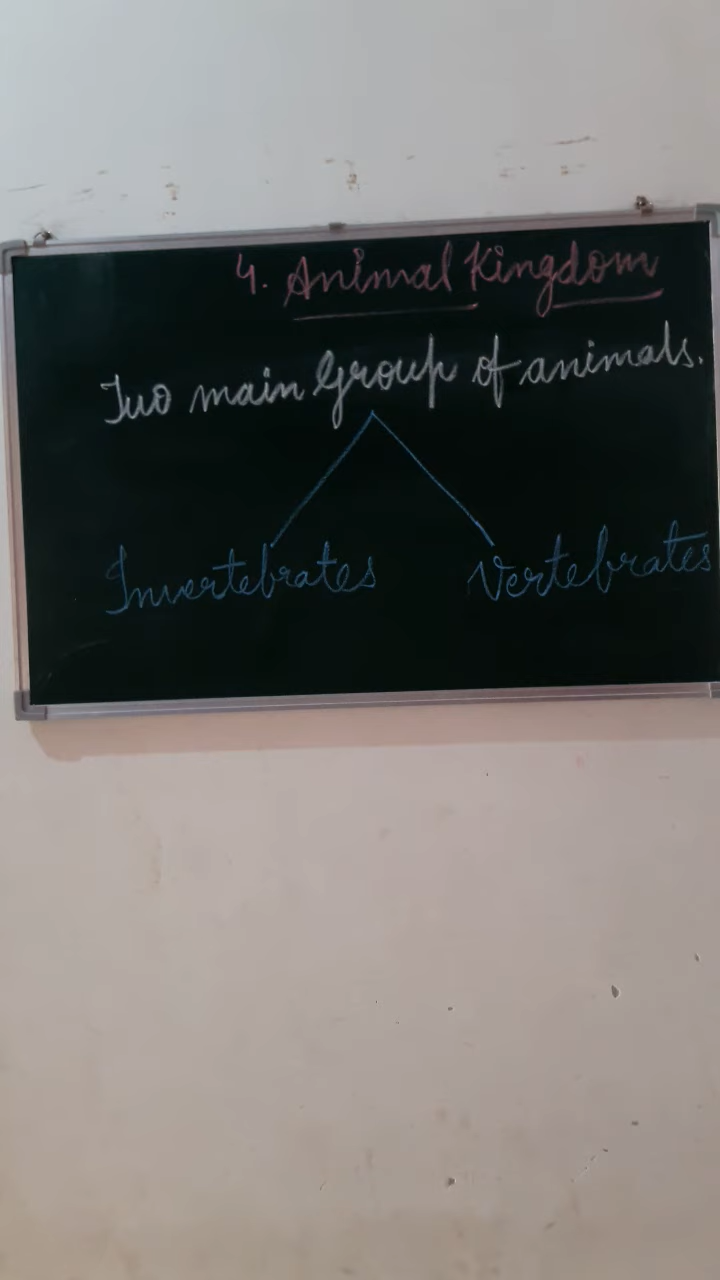 4. Animal Kingdom
Two main Group of animals.
Invertebrates Vertebrates